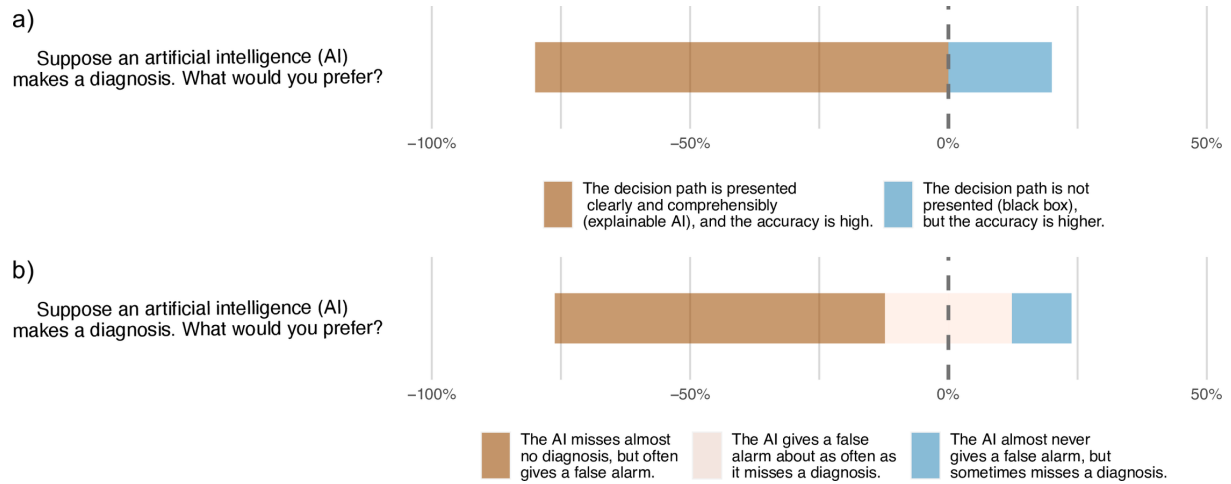 a)
Suppose an artificial intelligence (AI)
makes a diagnosis. What would you prefer?
−100%
−50%
0%
50%
The decision path is presented
clearly and comprehensibly
(explainable AI), and the accuracy is high.
The decision path is not
presented (black box),
but the accuracy is higher.
b)
Suppose an artificial intelligence (AI)
makes a diagnosis. What would you prefer?
−100%
−50%
0%
50%
The AI misses almost
no diagnosis, but often
gives a false alarm.
The AI gives a false
alarm about as often as
it misses a diagnosis.
The AI almost never
gives a false alarm, but
sometimes misses a diagnosis.